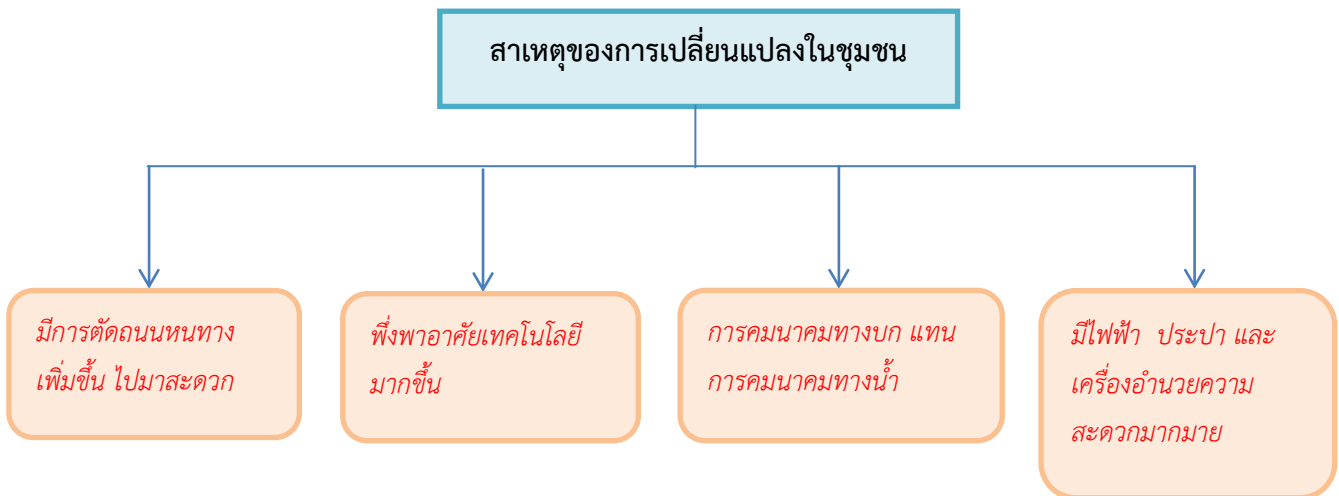 สาเหตุของการเปลี่ยนแปลงในชุมชน
มีการตัดถนนหนทาง
เพิ่มขึ้น ไปมาสะดวก
พึ่งพาอาศัยเทคโนโลยี
มากขึ้น
การคมนาคมทางบก แทน
การคมนาคมทางน้ำ
มีไฟฟ้า ประปา และ
เครื่องอำนวยความ
สะดวกมากมาย